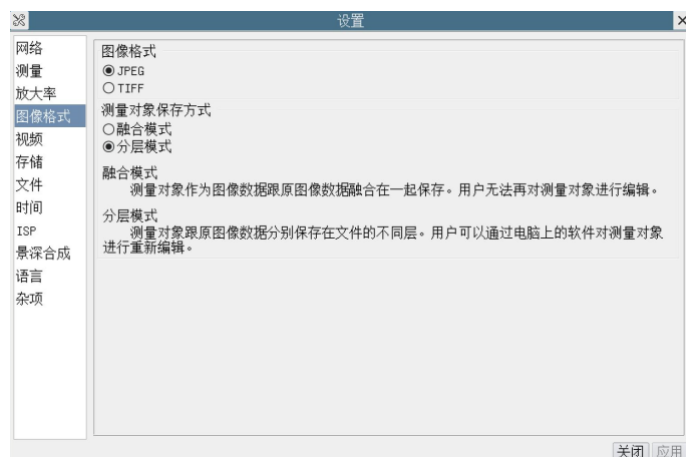 设置
网络
测量
放大率
图像格式
视频
存储
文件
时间
ISP
景深合成
语言
杂项
图像格式
JPEG
TIFF
测量对象保存方式
融合模式
分层模式
融合模式
测量对象作为图像数据跟原图像数据融合在一起保存。用户无法再对测量对象进行编辑。
分层模式
测量对象跟原图像数据分别保存在文件的不同层。用户可以通过电脑上的软件对测量对象
进行重新编辑。
关闭 应用